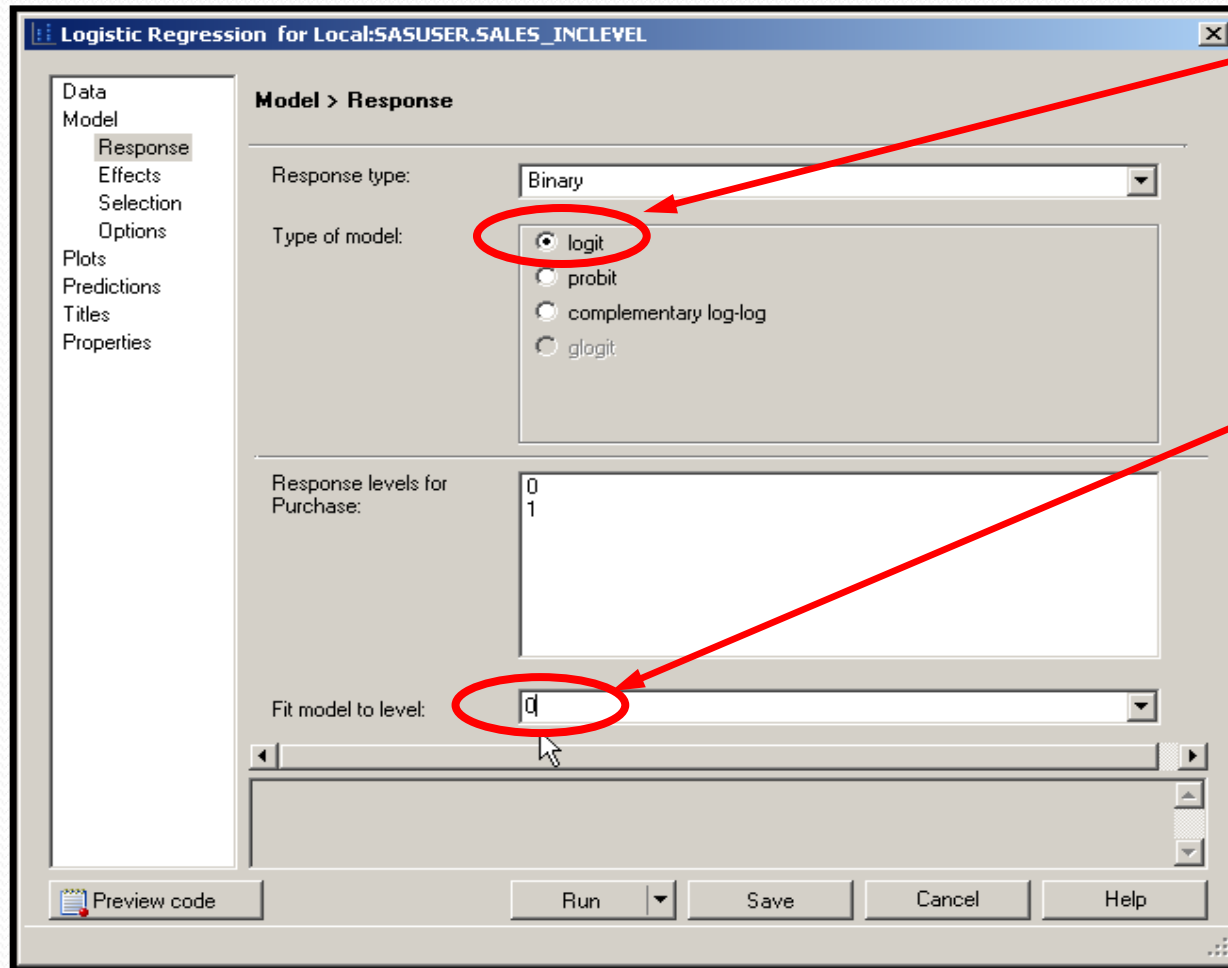 Logistic Regression for Local:SASUSER.SALES_INCLEVEL
Data
Model
Response
Effects
Selection
Options
Plots
Predictions
Titles
Properties
Model > Response
Response type:
Binary
Type of model:
logit
probit
complementary log-log
glogit
Response levels for
Purchase:
0
1
Fit model to level:
0
Preview code
Run
Save
Cancel
Help